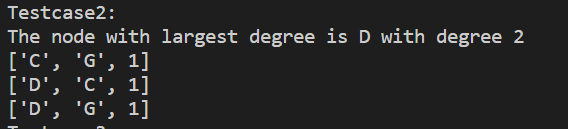 Testcase2:
The node with largest degree is D with degree 2
['C', 'G', 1]
['D', 'C', 1]
['D', 'G', 1]